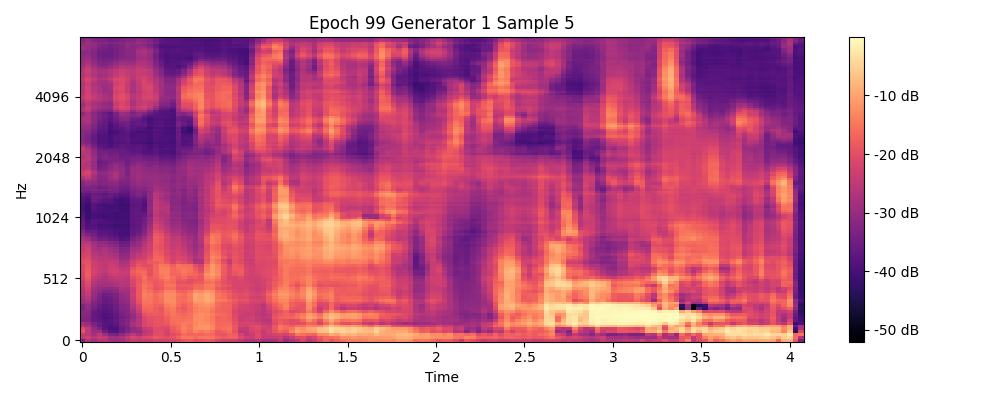 Epoch 99 Generator 1 Sample 5
Hz
4096
2048
1024
512
0
0 0.5 1 1.5 2 2.5 3 3.5 4
Time
-10 dB
-20 dB
-30 dB
-40 dB
-50 dB